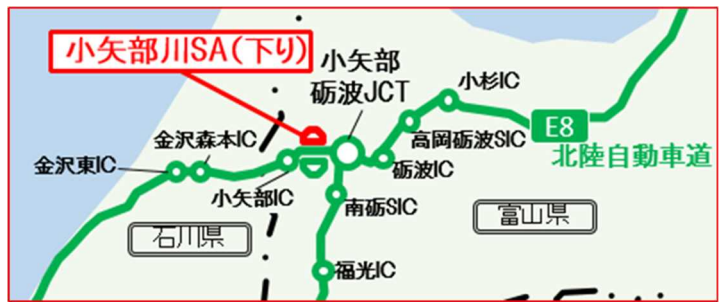 小矢部川SA(下り)
小矢部
砺波JCT
小杉IC
金沢森本IC
高岡砺波SIC
E8
北陸自動車道
金沢東IC
砺波IC
小矢部IC
南砺SIC
石川県
富山県
福光IC